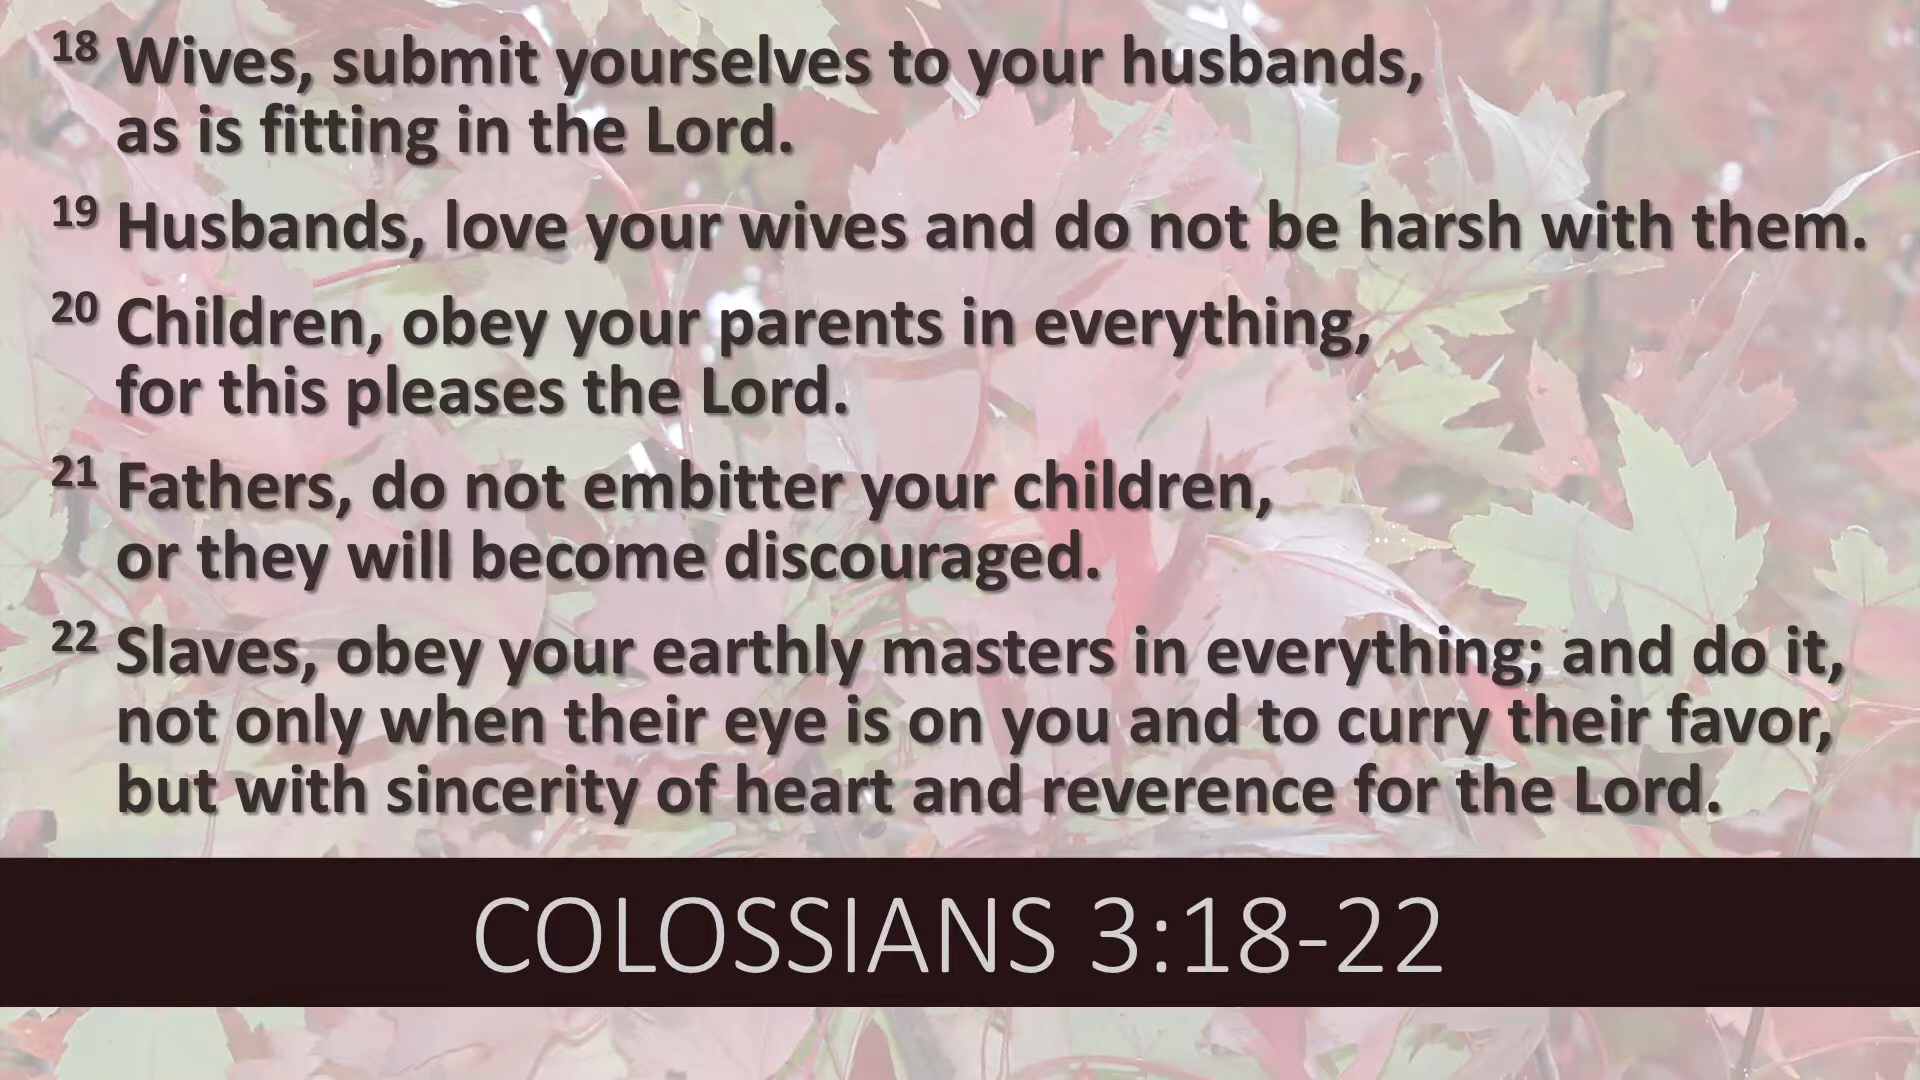 18 Wives, submit yourselves to your husbands,
as is fitting in the Lord.
19 Husbands, love your wives and do not be harsh with them.
20 Children, obey your parents in everything,
for this pleases the Lord.
21 Fathers, do not embitter your children,
or they will become discouraged.
22 Slaves, obey your earthly masters in everything; and do it,
not only when their eye is on you and to curry their favor,
but with sincerity of heart and reverence for the Lord.
COLOSSIANS 3:18-22